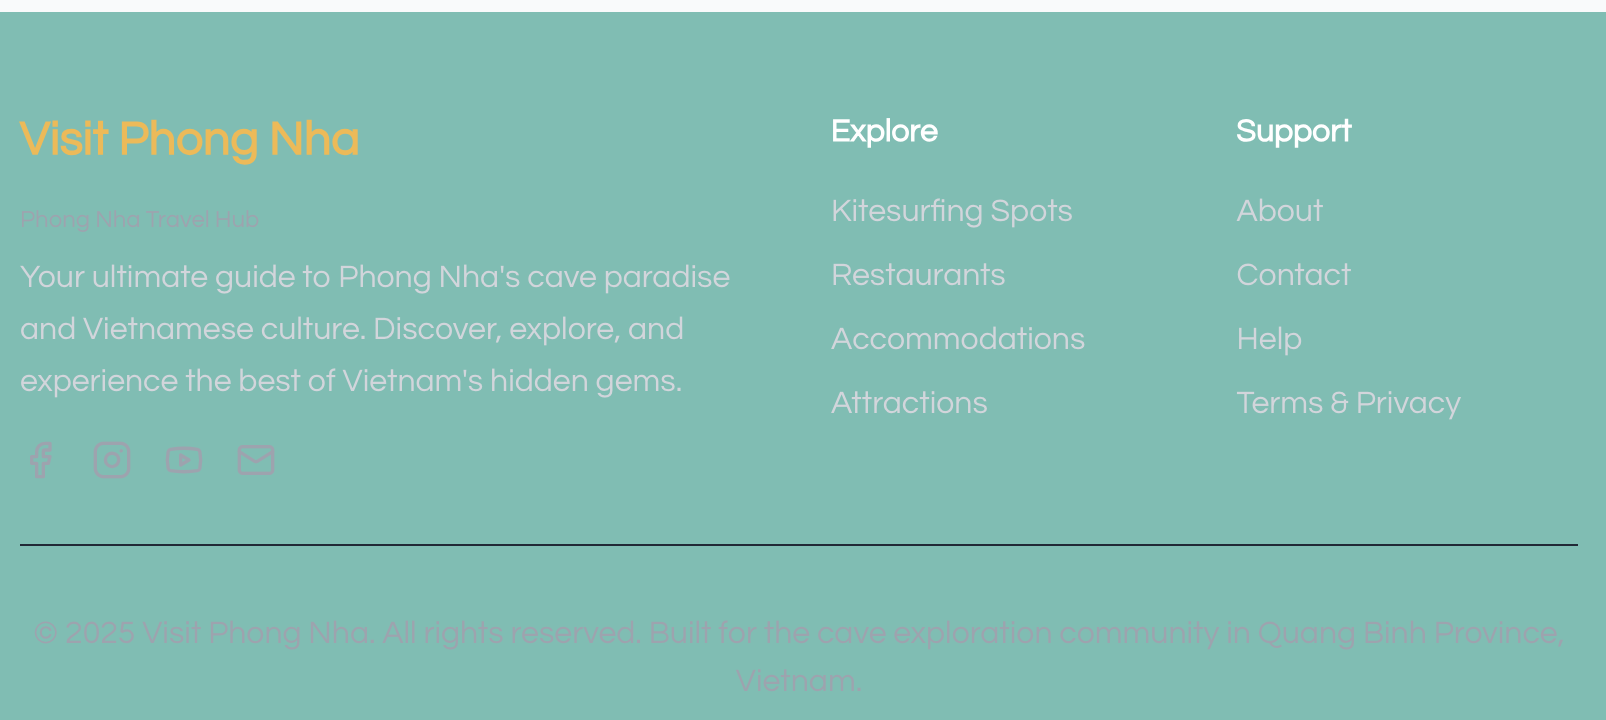 Visit Phong Nha
Phong Nha Travel Hub
Your ultimate guide to Phong Nha's cave paradise
and Vietnamese culture. Discover, explore, and
experience the best of Vietnam's hidden gems.
Explore
Kitesurfing Spots
Restaurants
Accommodations
Attractions
Support
About
Contact
Help
Terms & Privacy
© 2025 Visit Phong Nha. All rights reserved. Built for the cave exploration community in Quang Binh Province,
Vietnam.